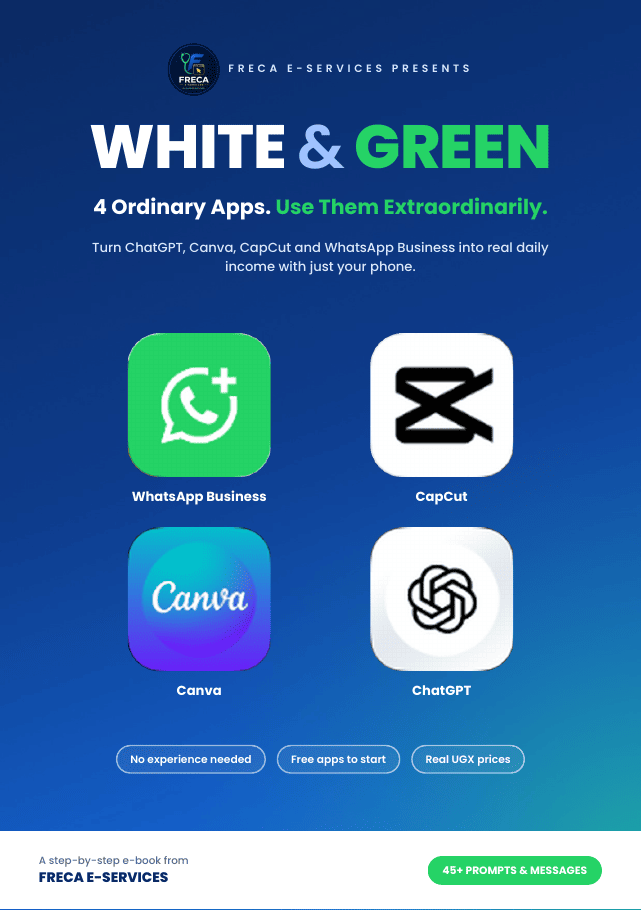 FRECA
FRECA E-SERVICES PRESENTS
WHITE & GREEN
4 Ordinary Apps. Use Them Extraordinarily.
Turn ChatGPT, Canva, CapCut and WhatsApp Business into real daily
income with just your phone.
WhatsApp Business
CapCut
Canva
Canva
ChatGPT
No experience needed
Free apps to start
Real UGX prices
A step-by-step e-book from
FRECA E-SERVICES
45+ PROMPTS & MESSAGES